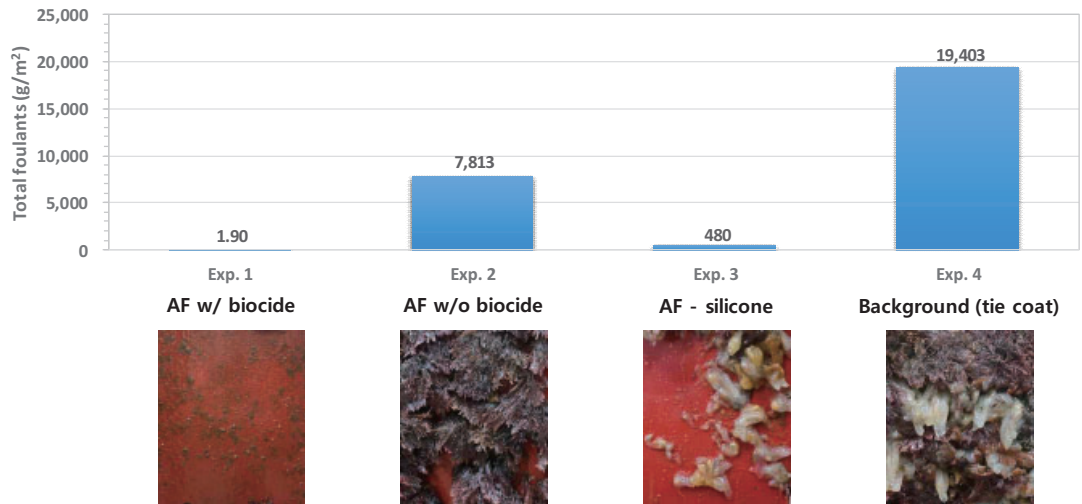 Total foulants (g/m²)
25,000
20,000
15,000
10,000
5,000
0
1.90
7,813
480
19,403
Exp. 1
Exp. 2
Exp. 3
Exp. 4
AF w/ biocide
AF w/o biocide
AF - silicone
Background (tie coat)